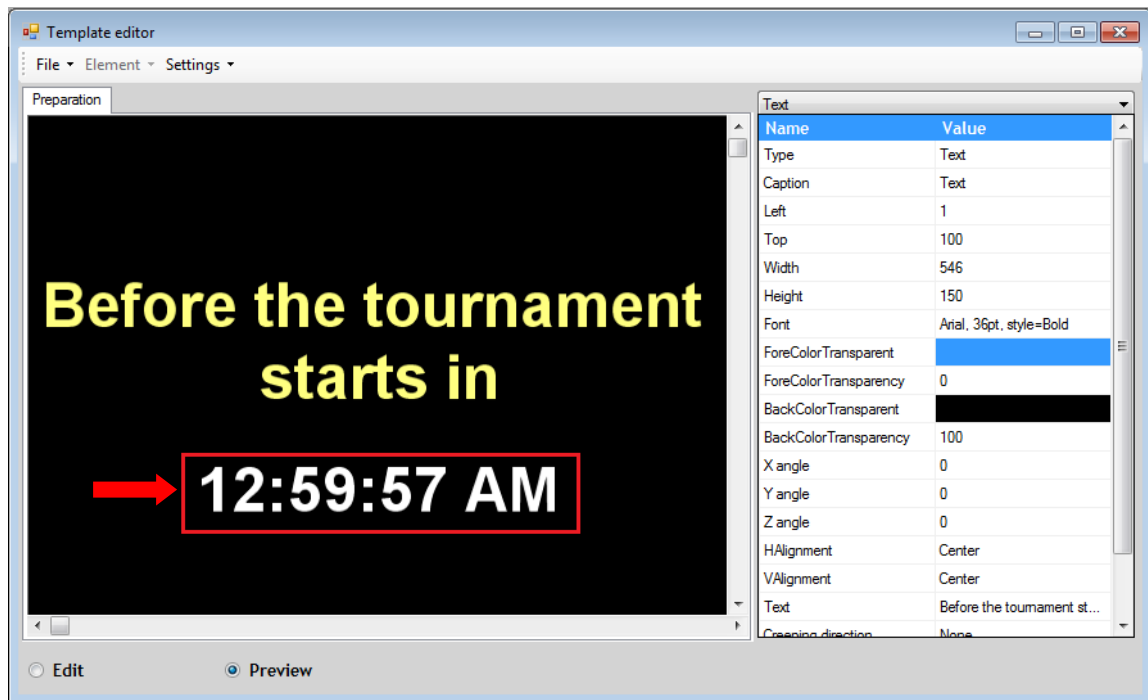 Template editor
File Element Settings
Preparation
Before the tournament
starts in
12:59:57 AM
Text
Name Value
Type Text
Caption Text
Left 1
Top 100
Width 546
Height 150
Font Arial, 36pt, style=Bold
ForeColorTransparent
ForeColorTransparency 0
BackColorTransparent
BackColorTransparency 100
X angle 0
Y angle 0
Z angle 0
HAlignment Center
VAlignment Center
Text Before the tournament st...
Creeping direction None
Edit Preview